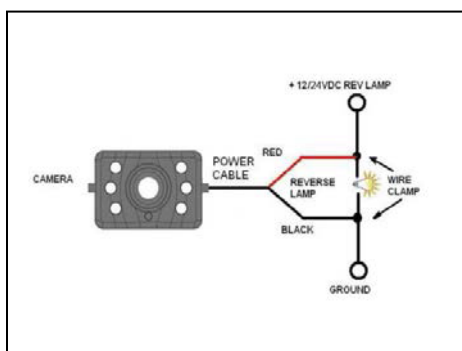 + 12/24VDC REV LAMP
RED
POWER
CABLE
CAMERA
REVERSE
LAMP
WIRE
CLAMP
BLACK
GROUND